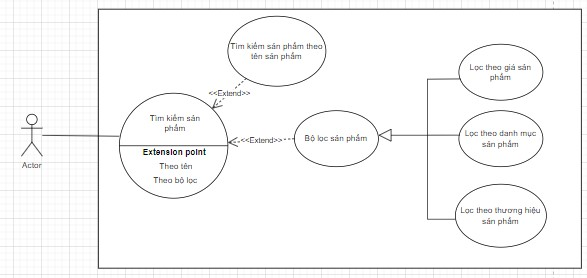 Tìm kiếm sản phẩm theo
tên sản phẩm
<<Extend>>
Lọc theo giá sản
phẩm
Tìm kiếm sản
phẩm
Extension point
Theo tên
Theo bộ lọc
<<Extend>>
Bộ lọc sản phẩm
Lọc theo danh mục
sản phẩm
Actor
Lọc theo thương hiệu
sản phẩm